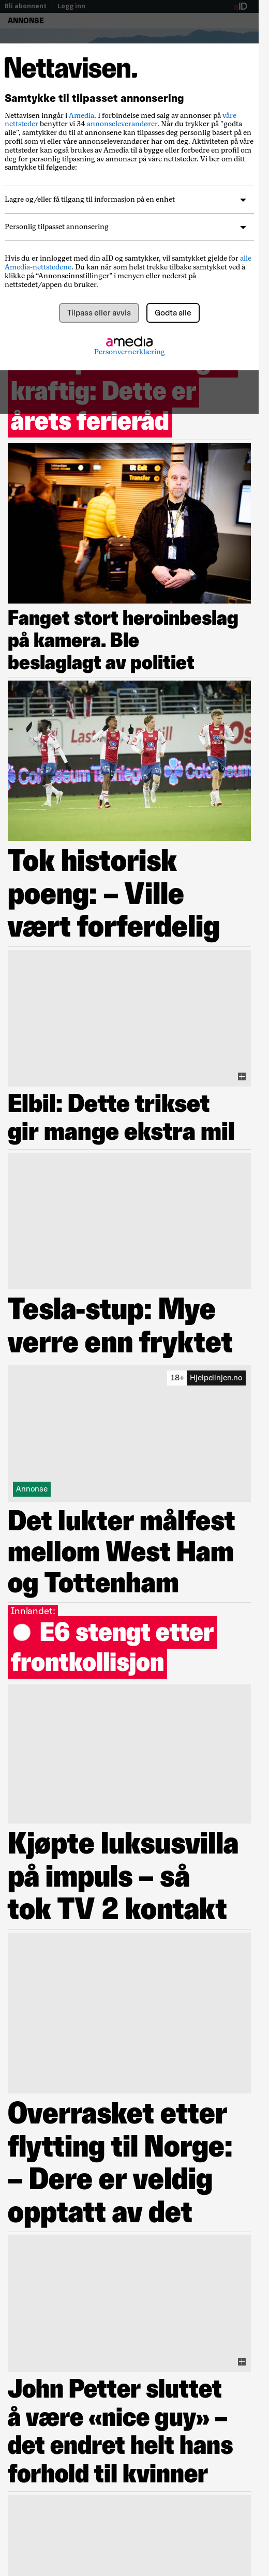 Bli abonnent | Logg inn
aID
ANNONSE
Nettavisen.
Samtykke til tilpasset annonsering
Nettavisen inngår i Amedia. I forbindelse med salg av annonser på våre
nettsteder benytter vi 34 annonseleverandører. Når du trykker på "godta
alle", samtykker du til at annonsene kan tilpasses deg personlig basert på en
profil som vi eller våre annonseleverandører har om deg. Aktiviteten på våre
nettsteder kan også brukes av Amedia til å bygge eller forbedre en profil om
deg for personlig tilpasning av annonser på våre nettsteder. Vi ber om ditt
samtykke til følgende:
Lagre og/eller få tilgang til informasjon på en enhet
Personlig tilpasset annonsering
Hvis du er innlogget med din aID og samtykker, vil samtykket gjelde for alle
Amedia-nettstedene. Du kan når som helst trekke tilbake samtykket ved å
klikke på “Annonseinnstillinger” i menyen eller nederst på
nettstedet/appen du bruker.
Tilpass eller avvis
Godta alle
amedia
Personvernerklæring
kraftig: Dette er
årets ferieråd
Exit
Transfer
Fanget stort heroinbeslag
på kamera. Ble
beslaglagt av politiet
Tok historisk
poeng: – Ville
vært forferdelig
Elbil: Dette trikset
gir mange ekstra mil
Tesla-stup: Mye
verre enn fryktet
18+ Hjelpelinjen.no
Annonse
Det lukter målfest
mellom West Ham
og Tottenham
Innlandet:
E6 stengt etter
frontkollisjon
Kjøpte luksusvilla
på impuls – så
tok TV 2 kontakt
Overrasket etter
flytting til Norge:
– Dere er veldig
opptatt av det
John Petter sluttet
å være «nice guy» –
det endret helt hans
forhold til kvinner